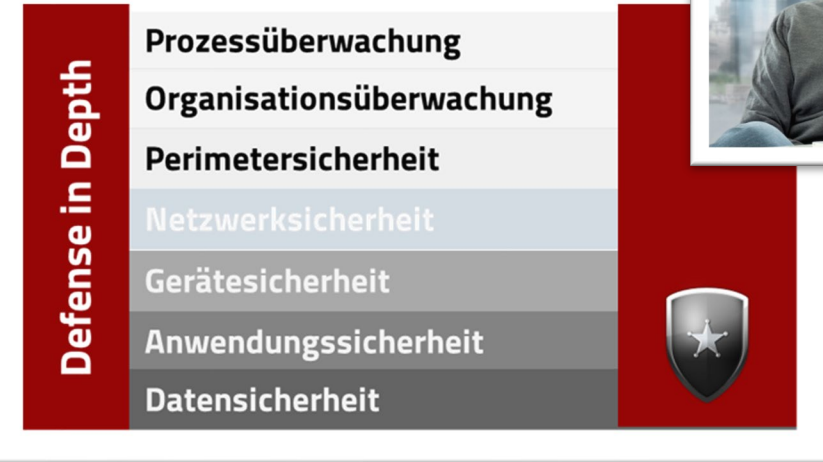 Defense in Depth
Prozessüberwachung
Organisationsüberwachung
Perimetersicherheit
Netzwerksicherheit
Gerätesicherheit
Anwendungssicherheit
Datensicherheit